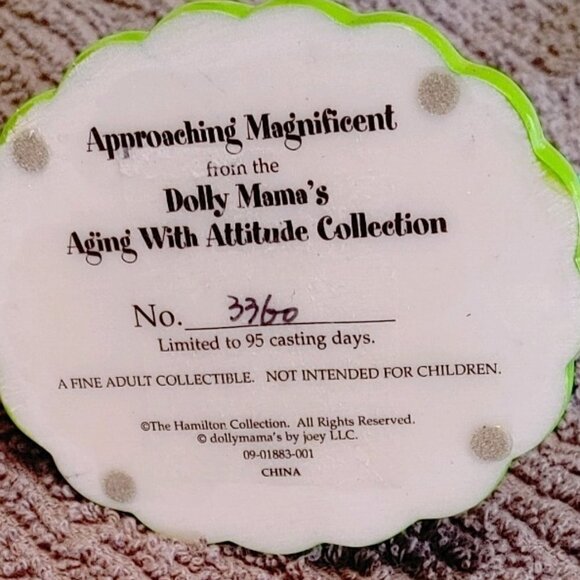 Approaching Magnificent
from the
Dolly Mama's
Aging With Attitude Collection
No. 3360
Limited to 95 casting days.
A FINE ADULT COLLECTIBLE. NOT INTENDED FOR CHILDREN.
©The Hamilton Collection. All Rights Reserved.
© dollymama's by joey LLC.
09-01883-001
CHINA